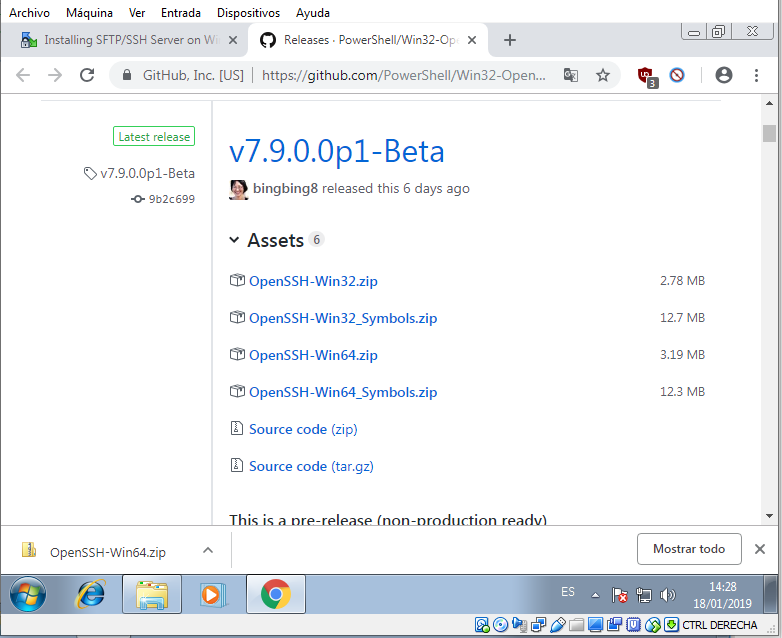 Archivo Máquina Ver Entrada Dispositivos Ayuda
Installing SFTP/SSH Server on Wi
Releases · PowerShell/Win32-Ope
GitHub, Inc. [US] | https://github.com/PowerShell/Win32-Open...
3
Latest release
v7.9.0.0p1-Beta
9b2c699
v7.9.0.0p1-Beta
bingbing8 released this 6 days ago
Assets 6
OpenSSH-Win32.zip 2.78 MB
OpenSSH-Win32_Symbols.zip 12.7 MB
OpenSSH-Win64.zip 3.19 MB
OpenSSH-Win64_Symbols.zip 12.3 MB
Source code (zip)
Source code (tar.gz)
This is a pre-release (non-production ready)
OpenSSH-Win64.zip
Mostrar todo
ES
14:28
18/01/2019
CTRL DERECHA